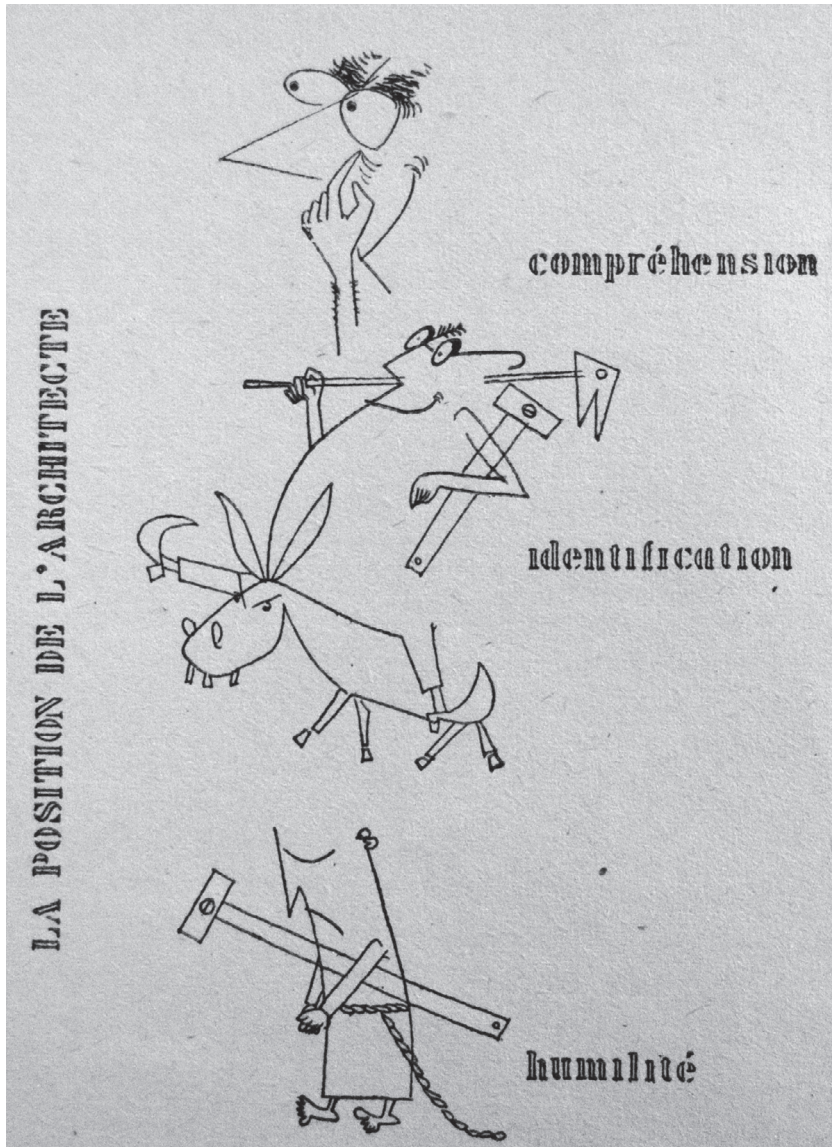 LA POSITION DE L'ARCHITECTE
compréhension
identification
humilité